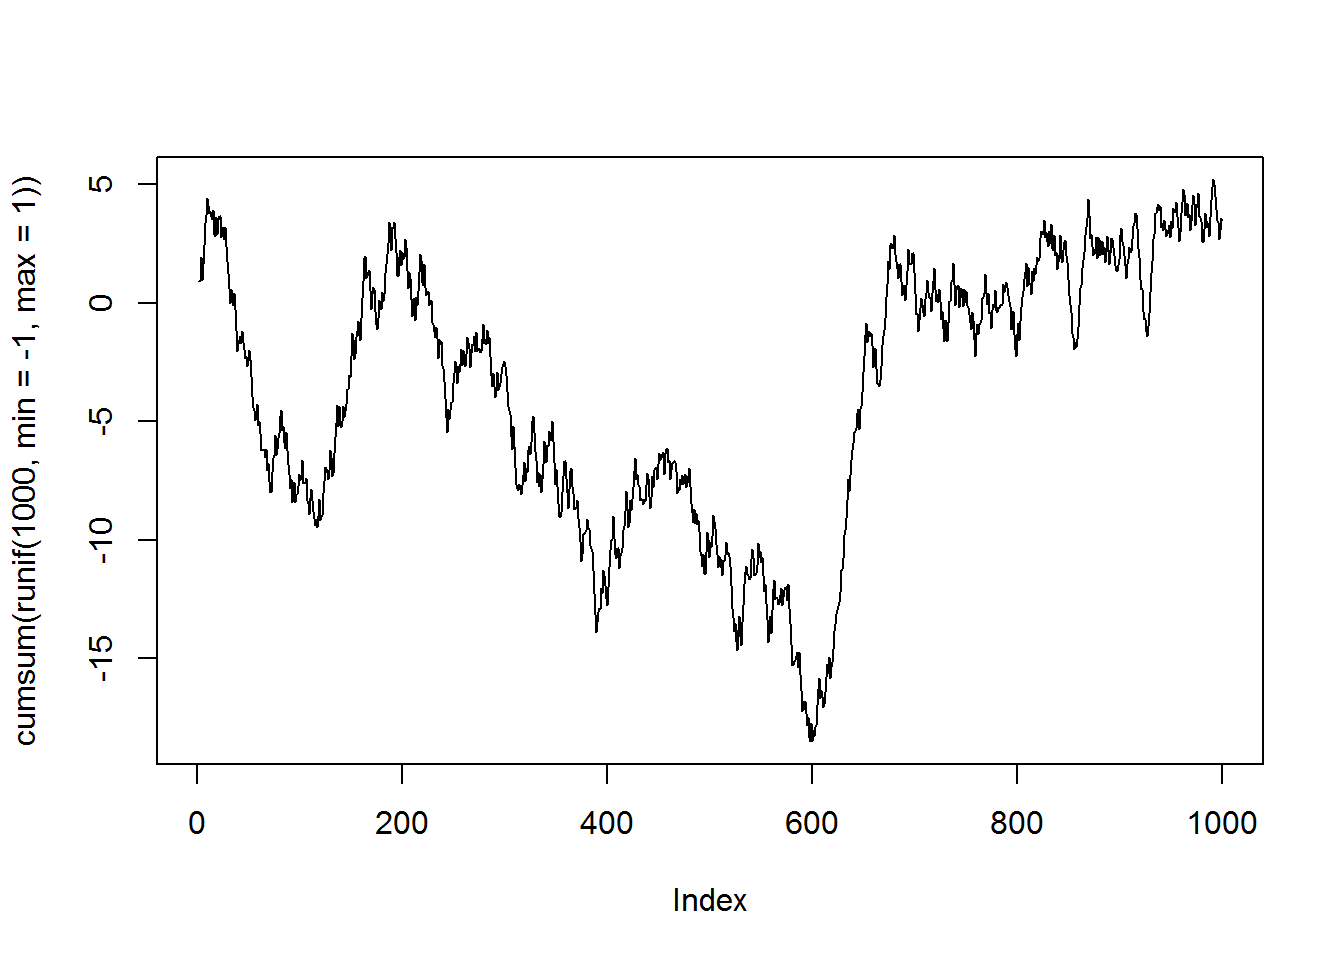 cumsum(runif(1000, min = -1, max = 1))
5
0
-5
-10
-15
0 200 400 600 800 1000
Index